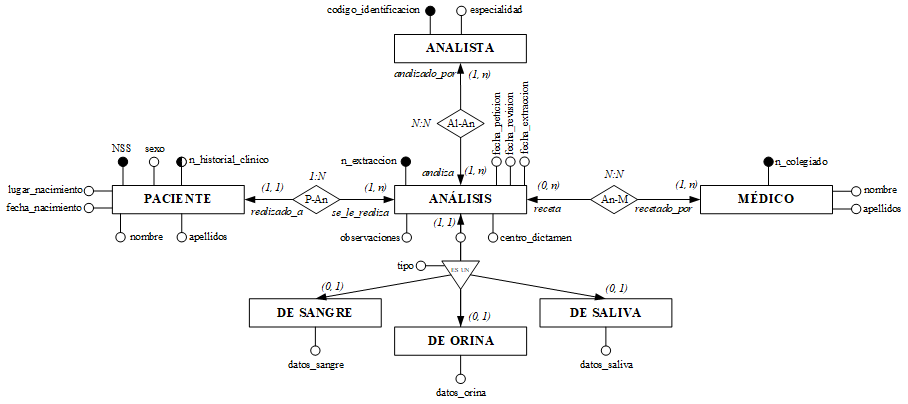 codigo_identificacion
especialidad
ANALISTA
analizado_por
(1, n)
N:N
Al-An
fecha_peticion
fecha_revision
fecha_extraccion
analiza
(1, n)
NSS
sexo
n_historial_clinico
n_extraccion
n_colegiado
lugar_nacimiento
fecha_nacimiento
PACIENTE
(1, 1)
realizado_a
1:N
P-An
(1, n)
se_le_realiza
ANÁLISIS
(0, n)
receta
N:N
An-M
(1, n)
recetado_por
MÉDICO
nombre
apellidos
nombre
apellidos
observaciones
(1, 1)
centro_dictamen
tipo
ES UN
(0, 1)
(0, 1)
(0, 1)
DE SANGRE
DE ORINA
DE SALIVA
datos_sangre
datos_orina
datos_saliva